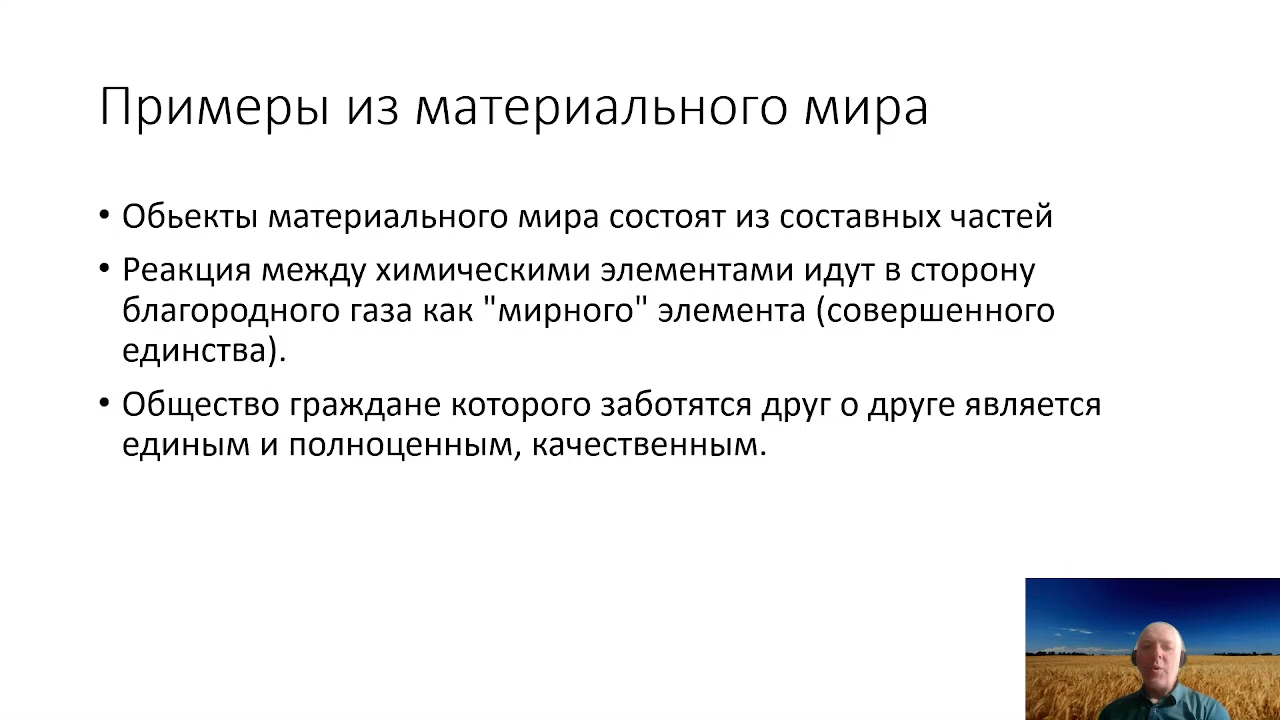 Примеры из материального мира
• Обьекты материального мира состоят из составных частей
• Реакция между химическими элементами идут в сторону
благородного газа как "мирного" элемента (совершенного
единства).
• Общество граждане которого заботятся друг о друге является
единым и полноценным, качественным.